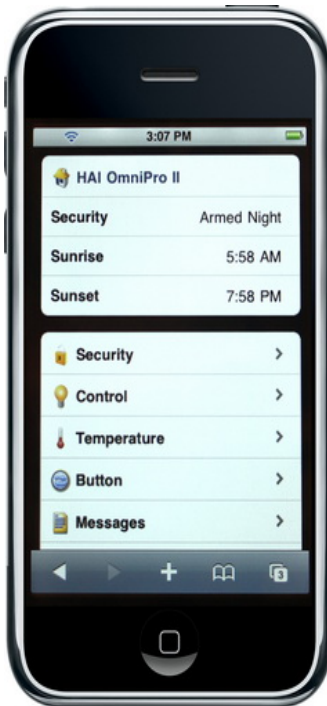 3:07 PM
HAI OmniPro II
Security Armed Night
Sunrise 5:58 AM
Sunset 7:58 PM
Security
Control
Temperature
Button
Messages
3